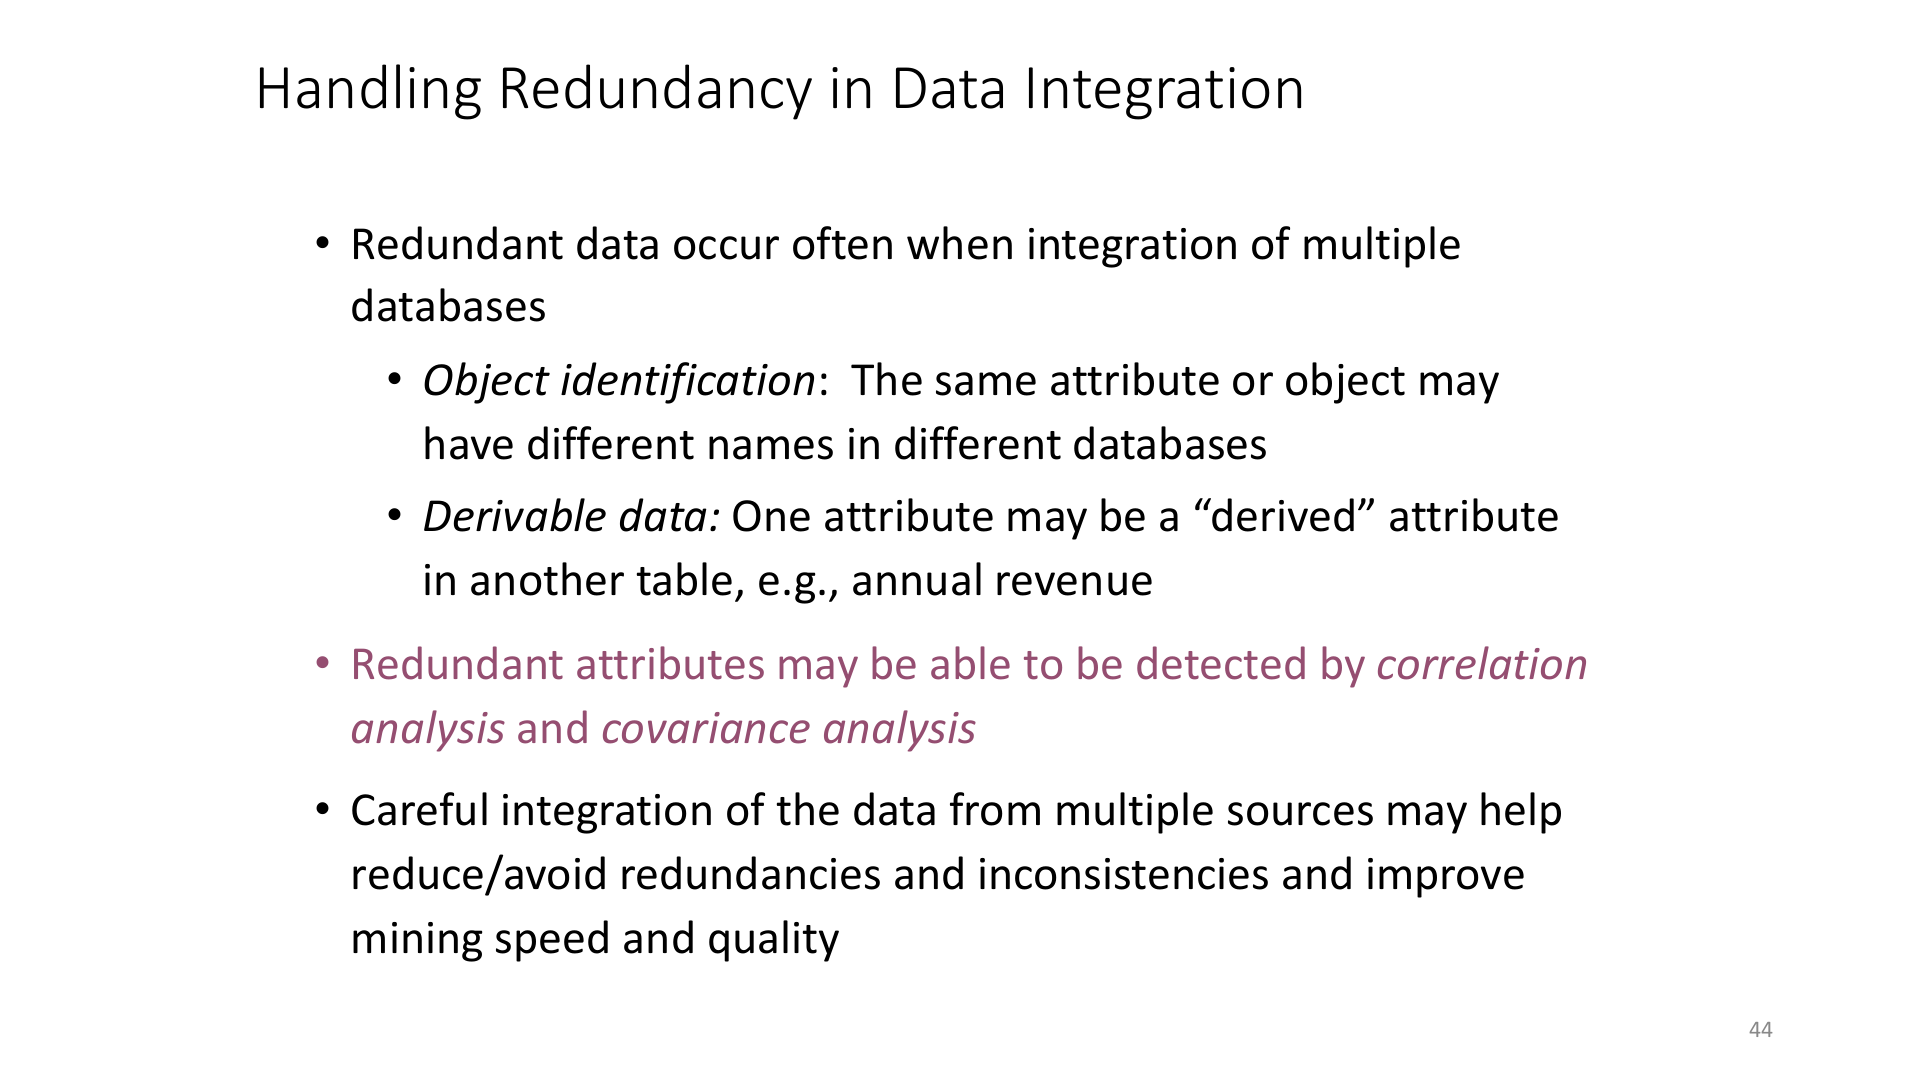 Handling Redundancy in Data Integration
• Redundant data occur often when integration of multiple
databases
• Object identification:  The same attribute or object may
have different names in different databases
• Derivable data: One attribute may be a “derived” attribute
in another table, e.g., annual revenue
• Redundant attributes may be able to be detected by correlation
analysis and covariance analysis
• Careful integration of the data from multiple sources may help
reduce/avoid redundancies and inconsistencies and improve
mining speed and quality
44